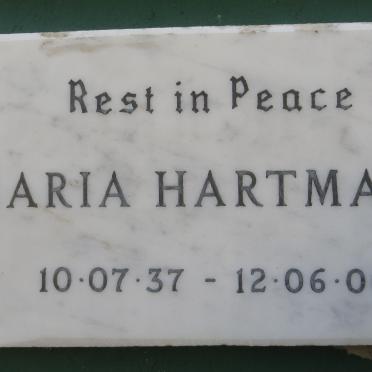 Rest in Peace
ARIA HARTMA
10·07·37 - 12·06·0